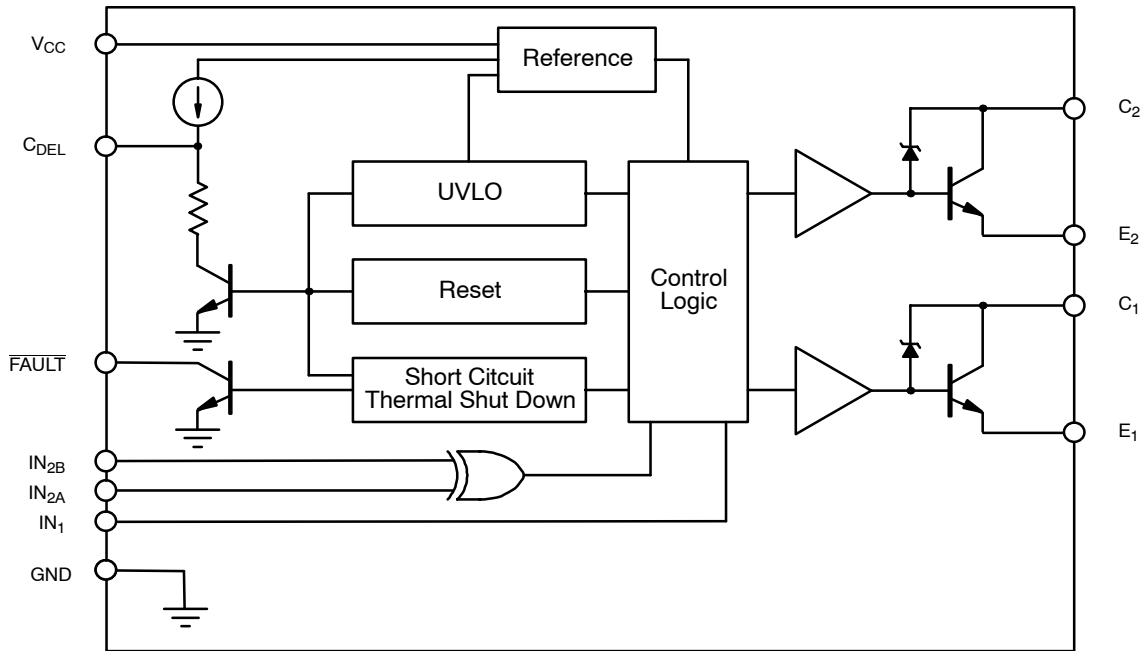 VCC
Reference
C2
CDEL
UVLO
E2
Control
Logic
Reset
C1
FAULT
Short Citcuit
Thermal Shut Down
E1
IN2B
IN2A
IN1
GND